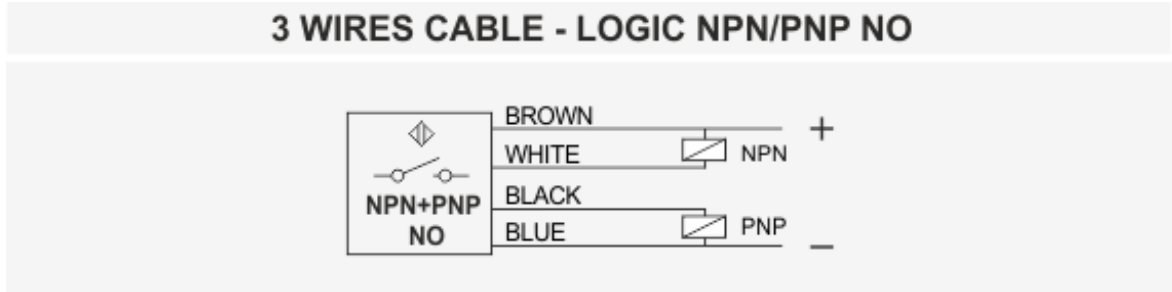 3 WIRES CABLE - LOGIC NPN/PNP NO
BROWN
+
WHITE
NPN
NPN+PNP
NO
BLACK
BLUE
PNP
–